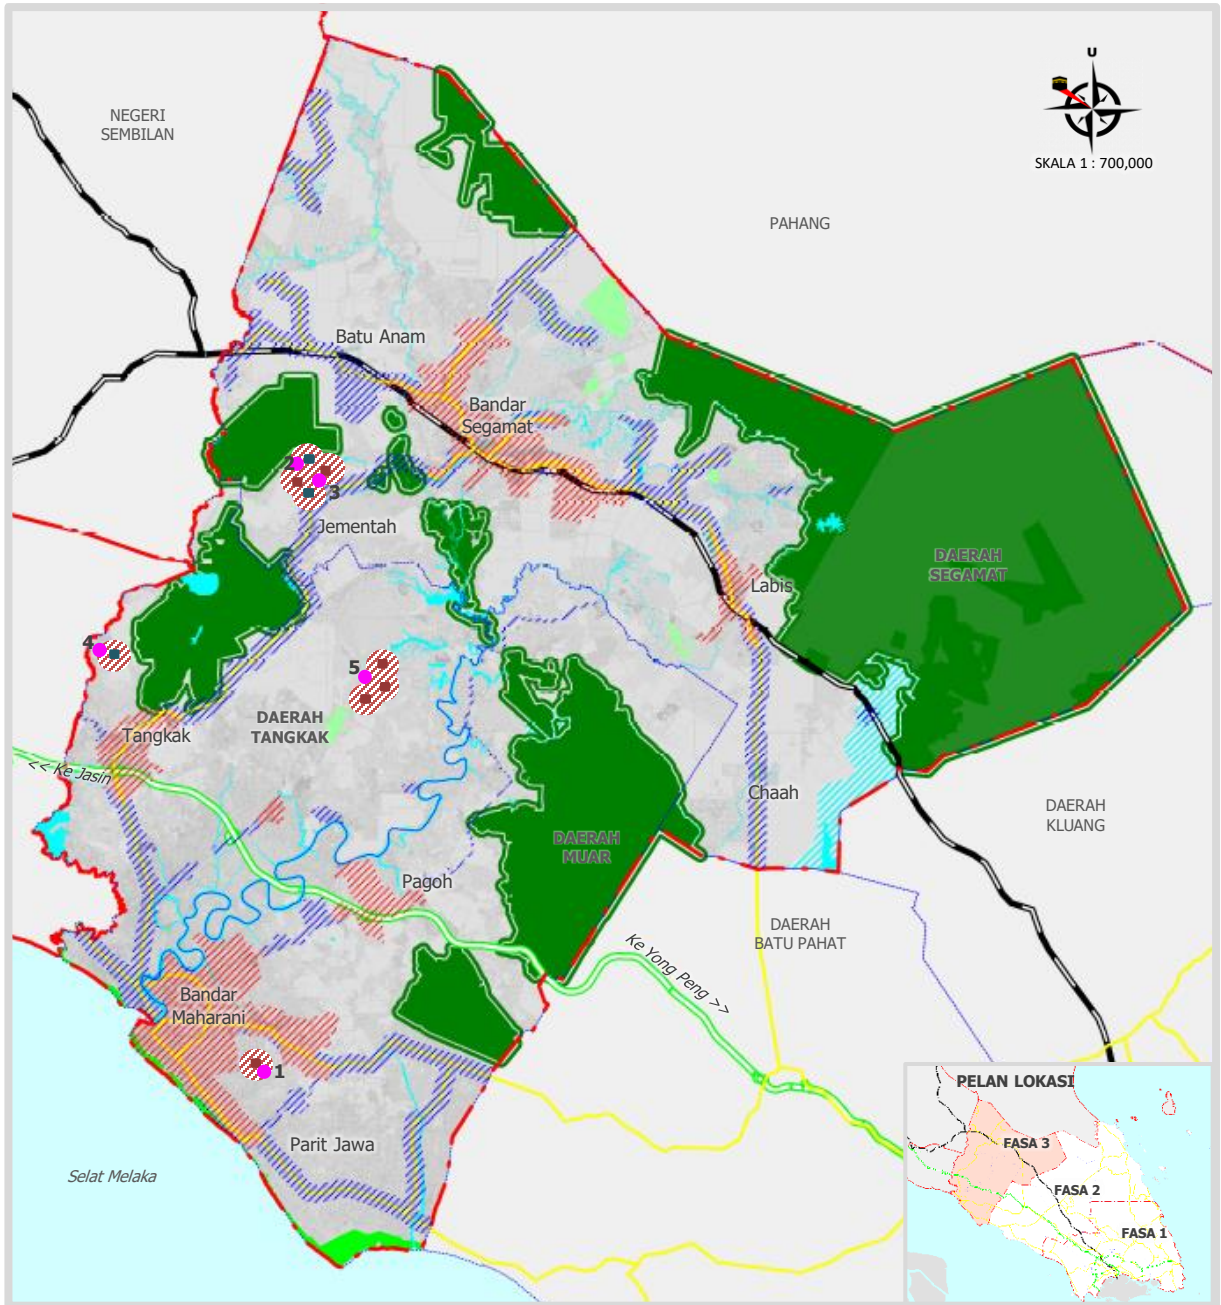 U
SKALA 1 : 700,000
NEGERI
SEMBILAN
PAHANG
Batu Anam
Bandar
Segamat
2
3
Jementah
DAERAH
SEGAMAT
Labis
4
5
DAERAH
TANGKAK
Tangkak
<< Ke Jasin
Chaah
DAERAH
KLUANG
DAERAH
MUAR
Pagoh
DAERAH
BATU PAHAT
Ke Yong Peng >>
Bandar
Maharani
1
Parit Jawa
Selat Melaka
PELAN LOKASI
FASA 3
FASA 2
FASA 1